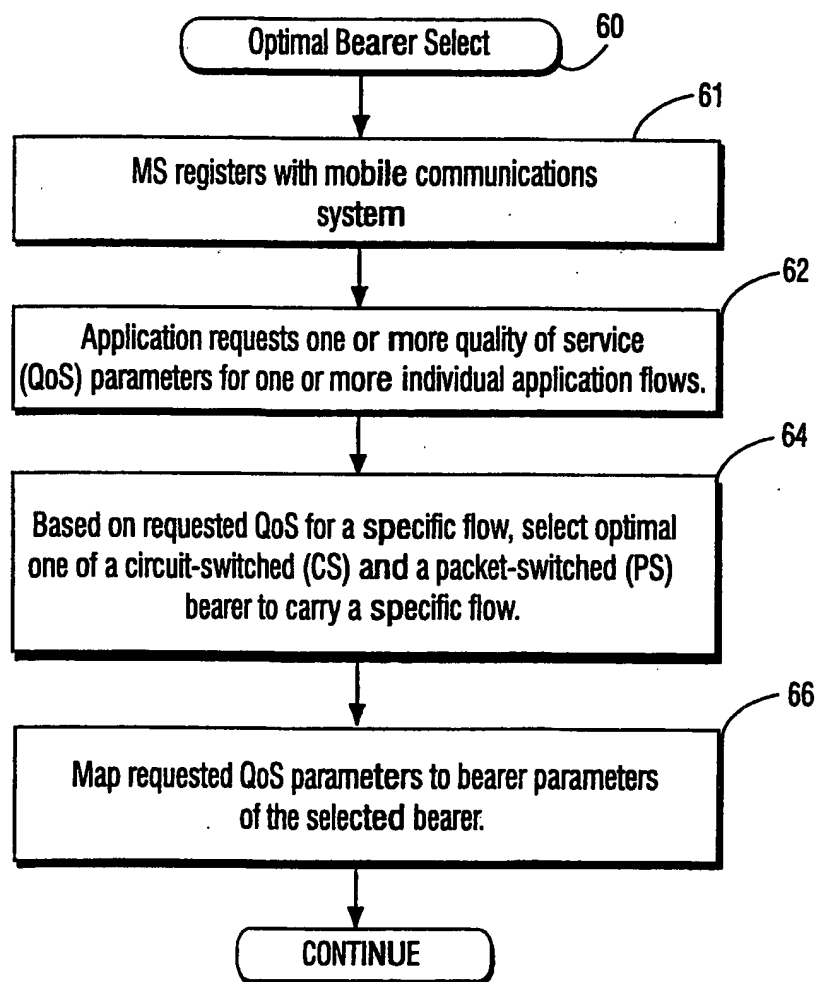 Optimal Bearer Select
60
61
MS registers with mobile communications
system
62
Application requests one or more quality of service
(QoS) parameters for one or more individual application flows.
64
Based on requested QoS for a specific flow, select optimal
one of a circuit-switched (CS) and a packet-switched (PS)
bearer to carry a specific flow.
66
Map requested QoS parameters to bearer parameters
of the selected bearer.
CONTINUE